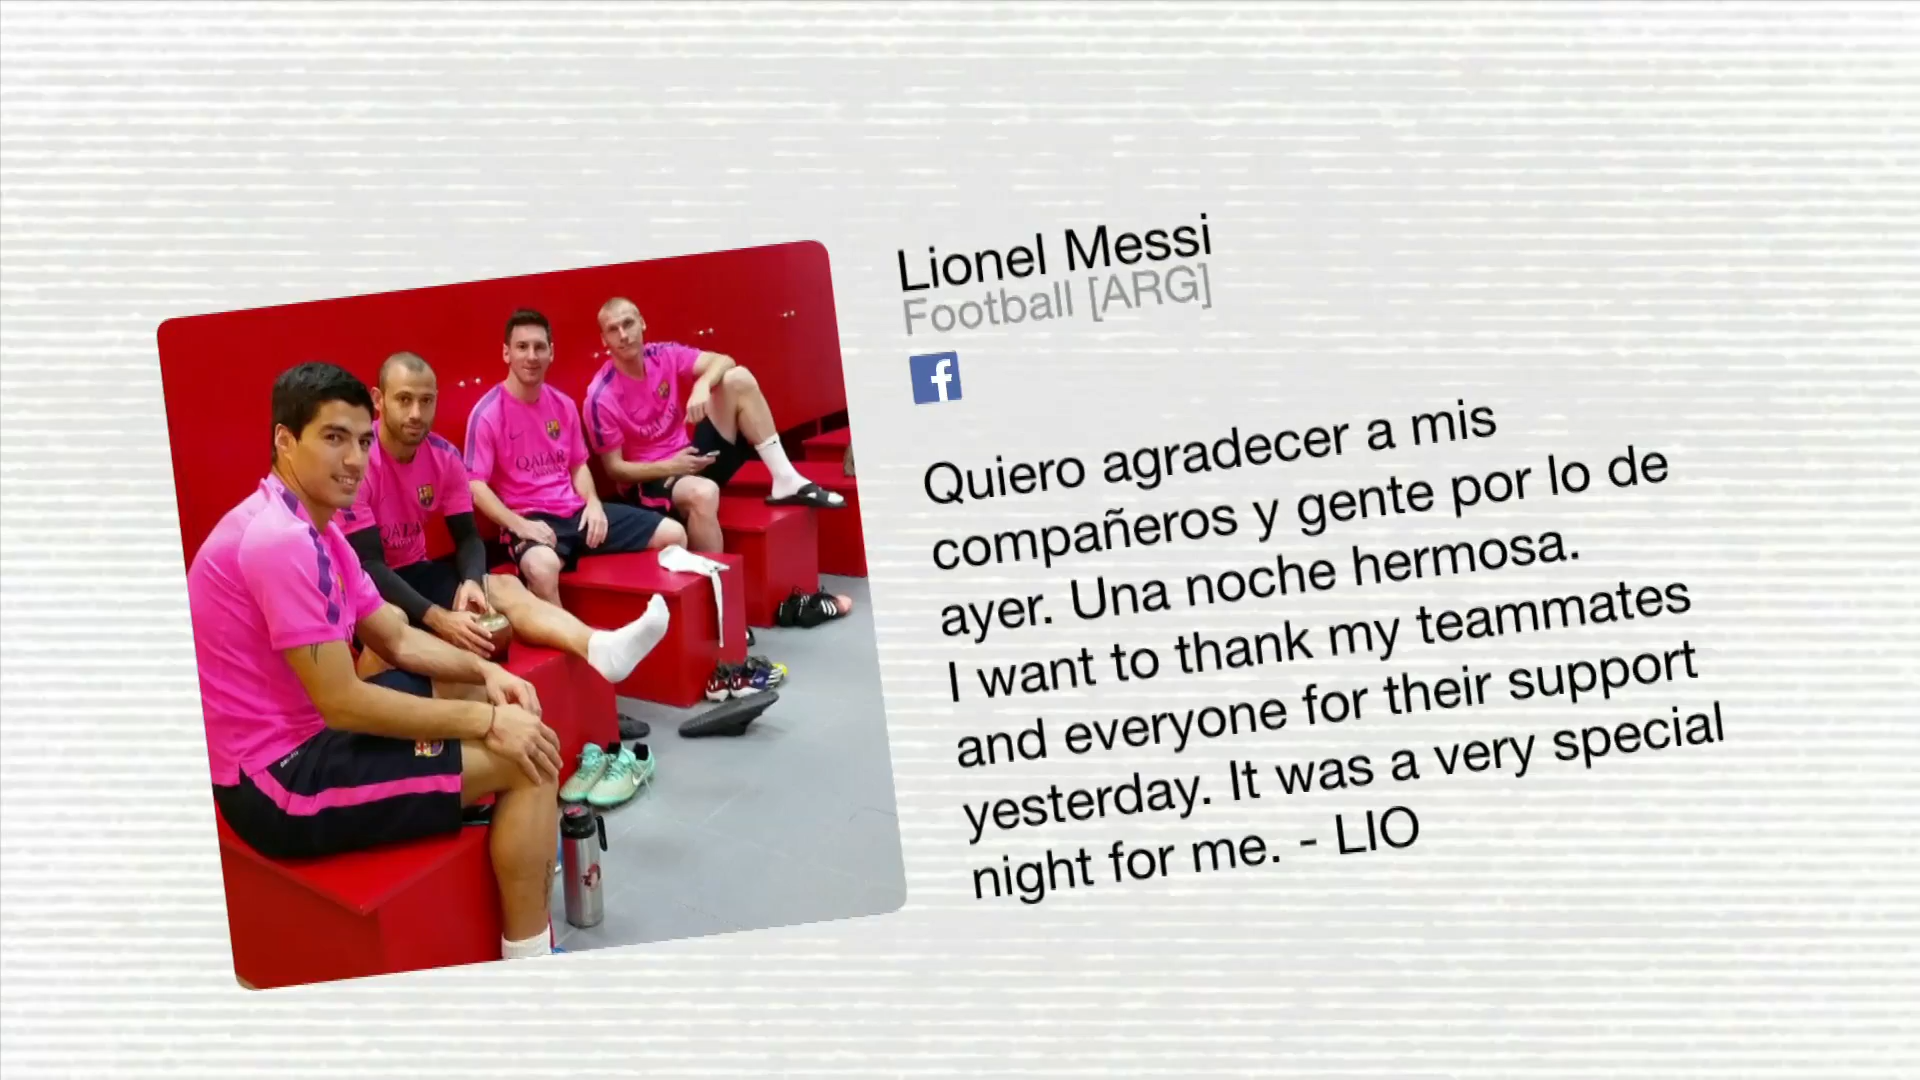 Lionel Messi
Football [ARG]
f
Quiero agradecer a mis
compañeros y gente por lo de
ayer. Una noche hermosa.
I want to thank my teammates
and everyone for their support
yesterday. It was a very special
night for me. - LIO
QATAR